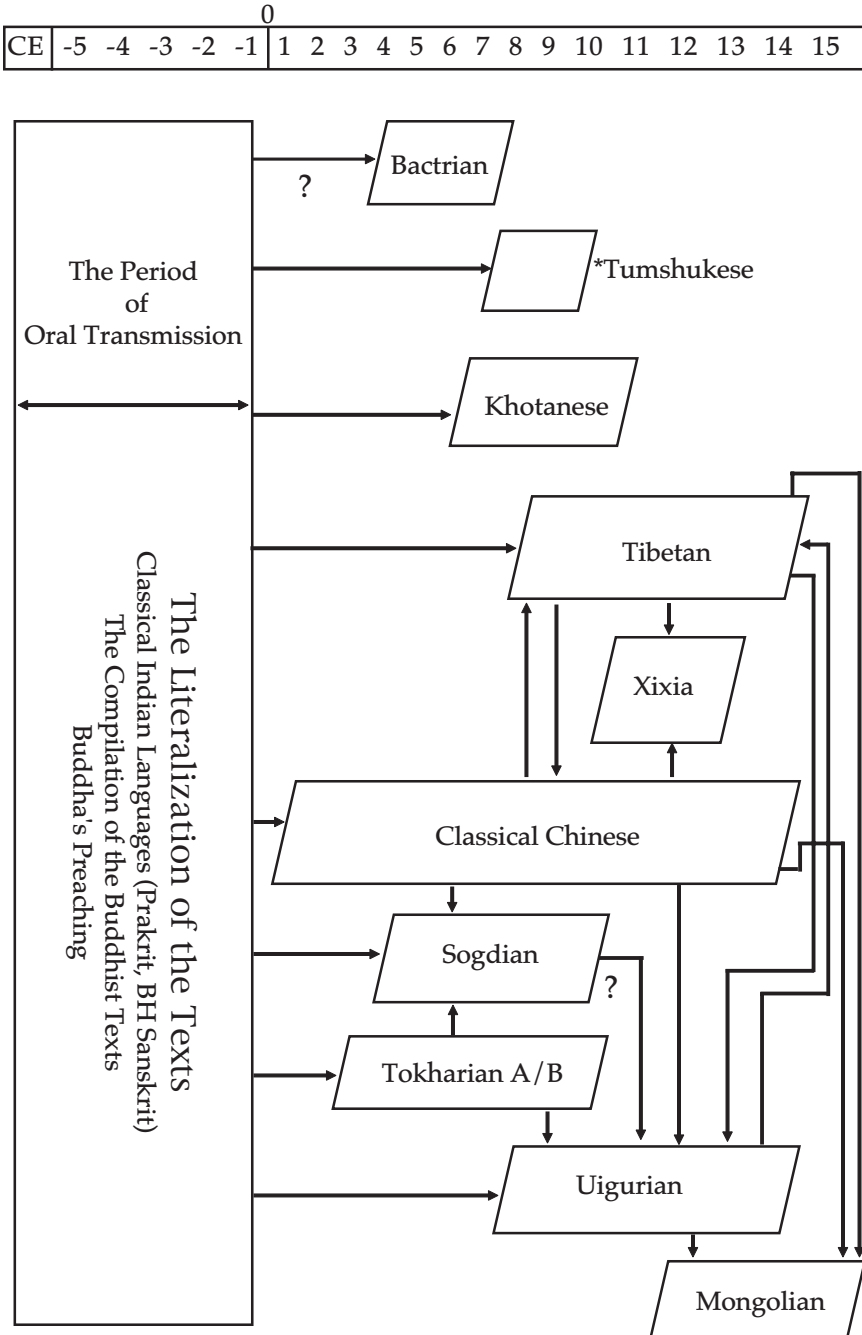 0
CE -5 -4 -3 -2 -1 1 2 3 4 5 6 7 8 9 10 11 12 13 14 15
Bactrian
?
The Period
of
Oral Transmission
*Tumshukese
Khotanese
Tibetan
Xixia
The Literalization of the Texts
Classical Indian Languages (Prakrit, BH Sanskrit)
The Compilation of the Buddhist Texts
Buddha's Preaching
Classical Chinese
Sogdian
?
Tokharian A/B
Uigurian
Mongolian